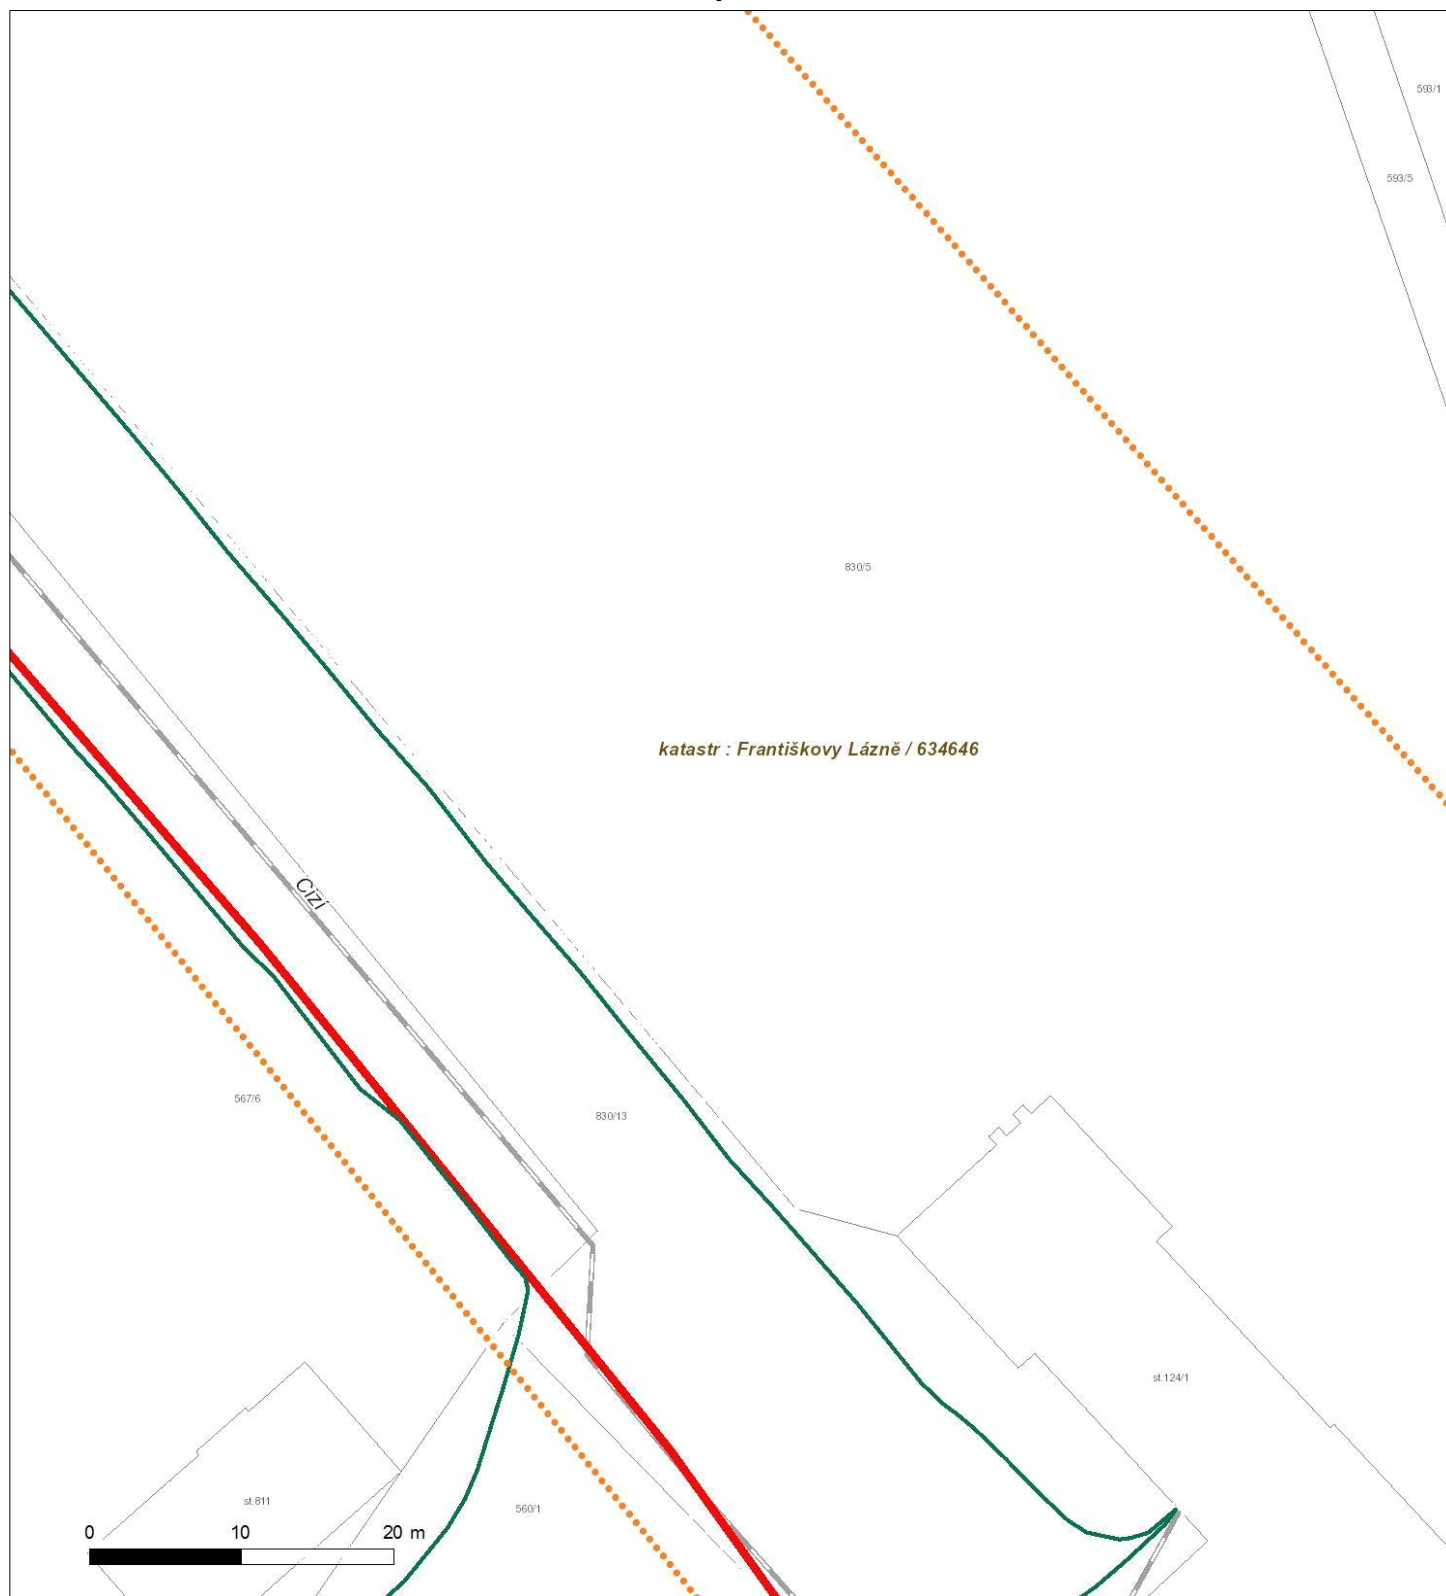 593/1
593/5
830/5
katastr : Františkovy Lázně / 634646
Cizí
567/6
830/13
st.124/1
st.811
560/1
0 10 20 m